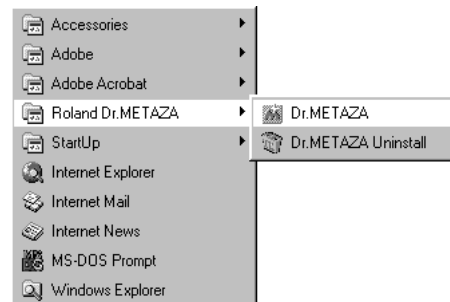 Accessories
Adobe
Adobe Acrobat
Roland Dr.METAZA
StartUp
Internet Explorer
Internet Mail
Internet News
MS-DOS Prompt
Windows Explorer
Dr.METAZA
Dr.METAZA Uninstall